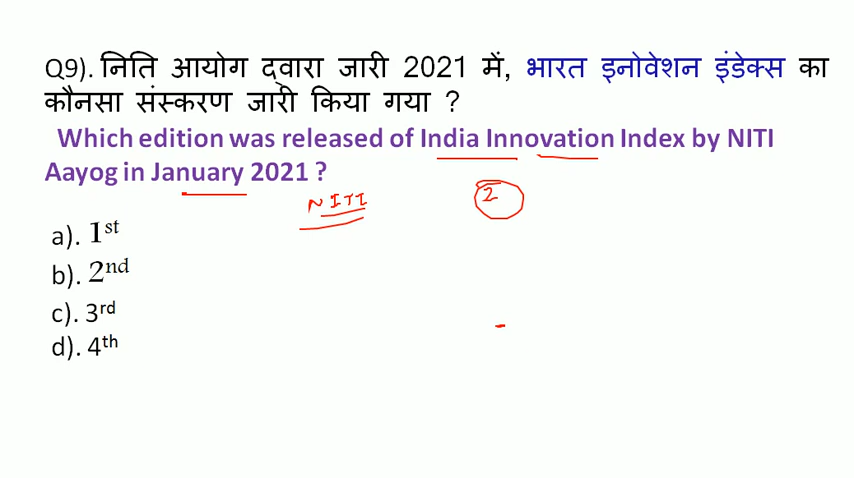 Q9). निति आयोग द्वारा जारी 2021 में, भारत इनोवेशन इंडेक्स का
कौनसा संस्करण जारी किया गया ?
Which edition was released of India Innovation Index by NITI
Aayog in January 2021 ?
NITI 2
a). 1st
b). 2nd
c). 3rd
d). 4th